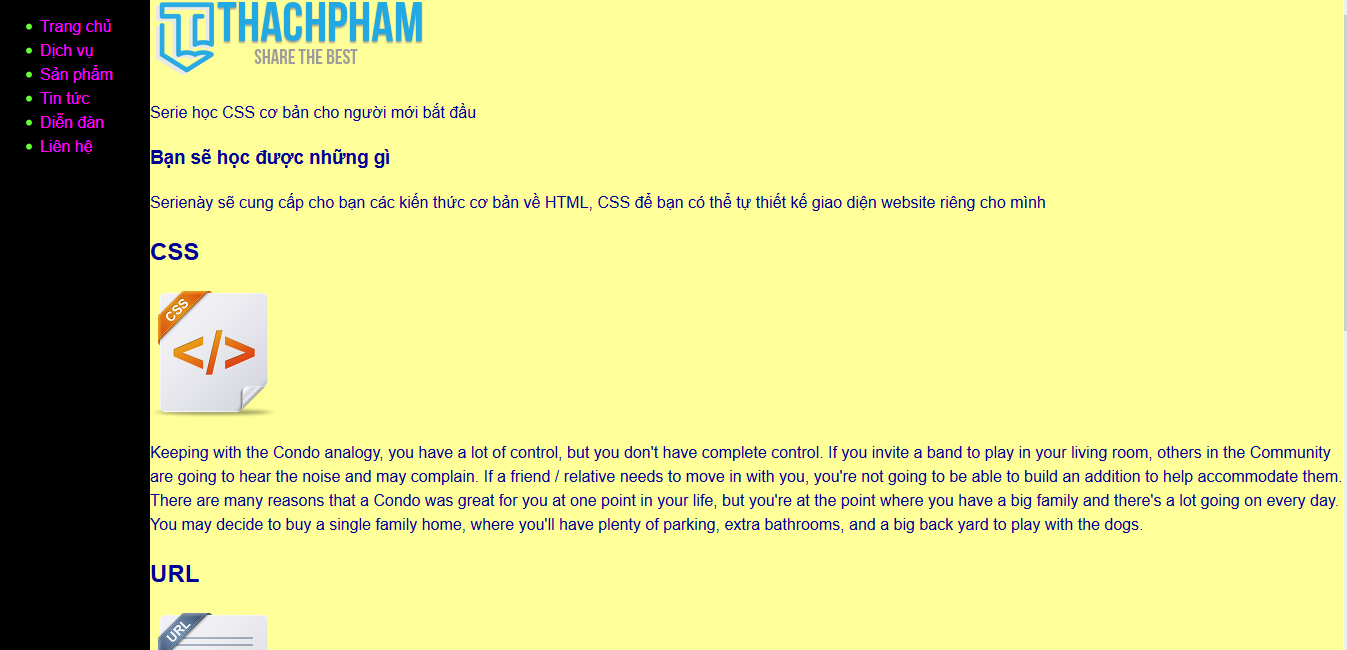 Trang chủ
Dịch vụ
Sản phẩm
Tin tức
Diễn đàn
Liên hệ
THACHPHAM
SHARE THE BEST
Serie học CSS cơ bản cho người mới bắt đầu
Bạn sẽ học được những gì
Serienày sẽ cung cấp cho bạn các kiến thức cơ bản về HTML, CSS để bạn có thể tự thiết kế giao diện website riêng cho mình
CSS
CSS
</>
Keeping with the Condo analogy, you have a lot of control, but you don't have complete control. If you invite a band to play in your living room, others in the Community
are going to hear the noise and may complain. If a friend / relative needs to move in with you, you're not going to be able to build an addition to help accommodate them.
There are many reasons that a Condo was great for you at one point in your life, but you're at the point where you have a big family and there's a lot going on every day.
You may decide to buy a single family home, where you'll have plenty of parking, extra bathrooms, and a big back yard to play with the dogs.
URL
URL